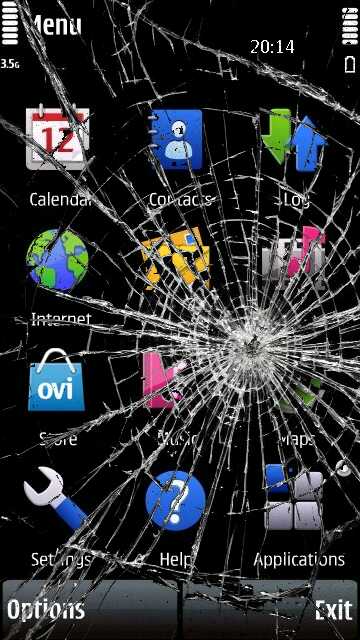 Menu
20:14
3.5G
12
Calendar Contacts Log
Internet
ovi
Store Music Maps
?
Settings Help Applications
Options Exit